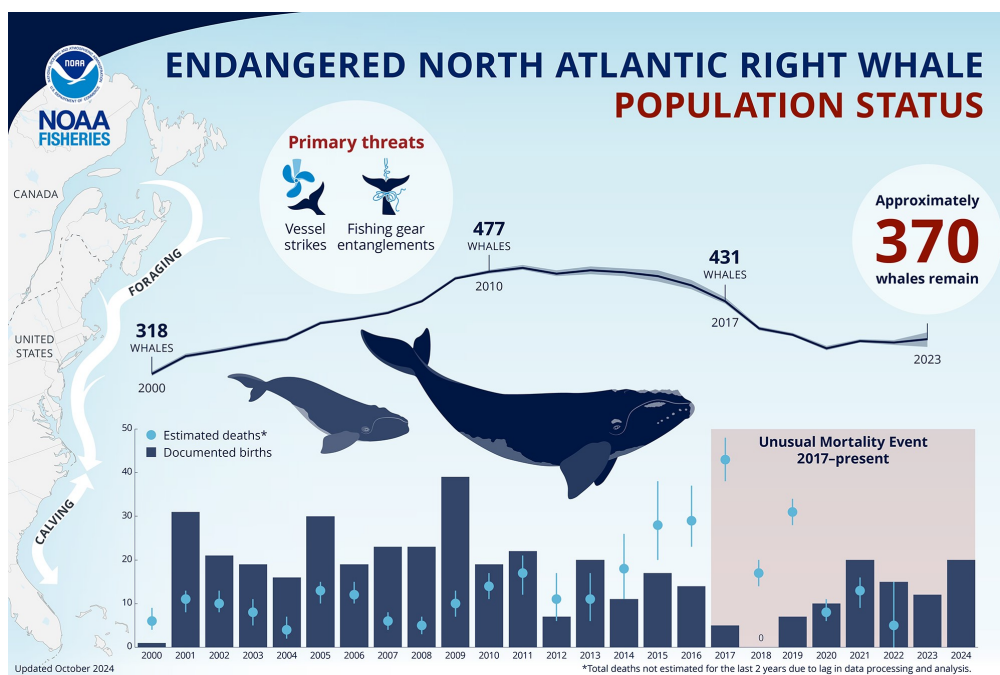 ENDANGERED NORTH ATLANTIC RIGHT WHALE
POPULATION STATUS
NOAA
NOAA
FISHERIES
CANADA
UNITED
STATES
FORAGING
CALVING
Primary threats
Vessel
strikes
Fishing gear
entanglements
Approximately
370
whales remain
318
WHALES
2000
477
WHALES
2010
431
WHALES
2017
2023
Estimated deaths*
Documented births
Unusual Mortality Event
2017–present
50
40
30
20
10
0
0
2000 2001 2002 2003 2004 2005 2006 2007 2008 2009 2010 2011 2012 2013 2014 2015 2016 2017 2018 2019 2020 2021 2022 2023 2024
Updated October 2024
*Total deaths not estimated for the last 2 years due to lag in data processing and analysis.